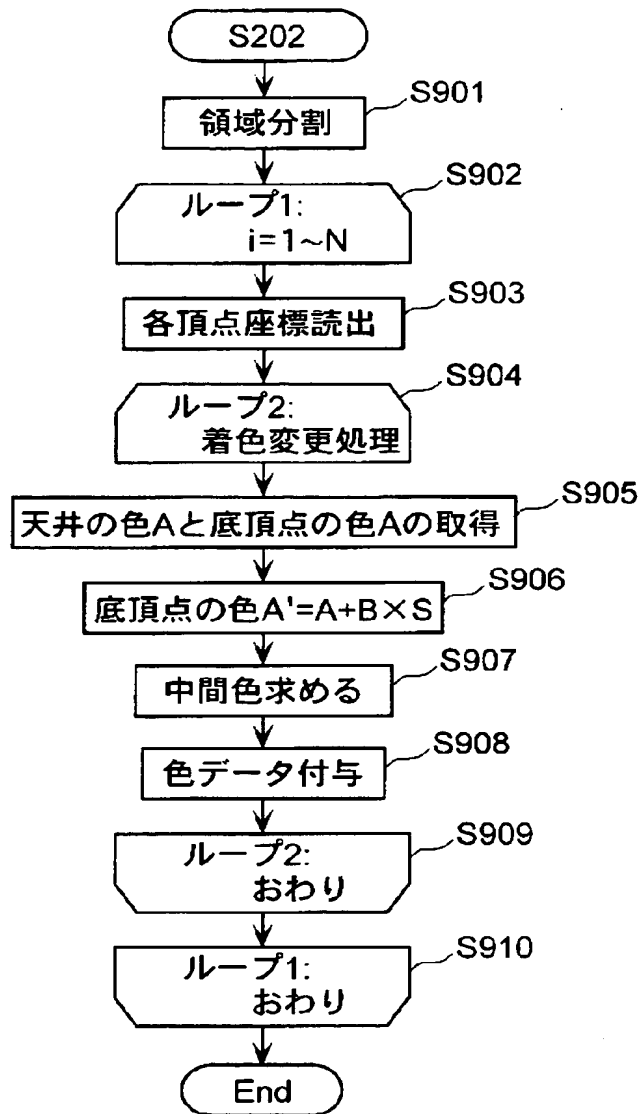 S202
S901
領域分割
S902
ループ1:
i=1~N
S903
各頂点座標読出
S904
ループ2:
着色変更処理
S905
天井の色Aと底頂点の色Aの取得
S906
底頂点の色A'=A+B×S
S907
中間色求める
S908
色データ付与
S909
ループ2:
おわり
S910
ループ1:
おわり
End